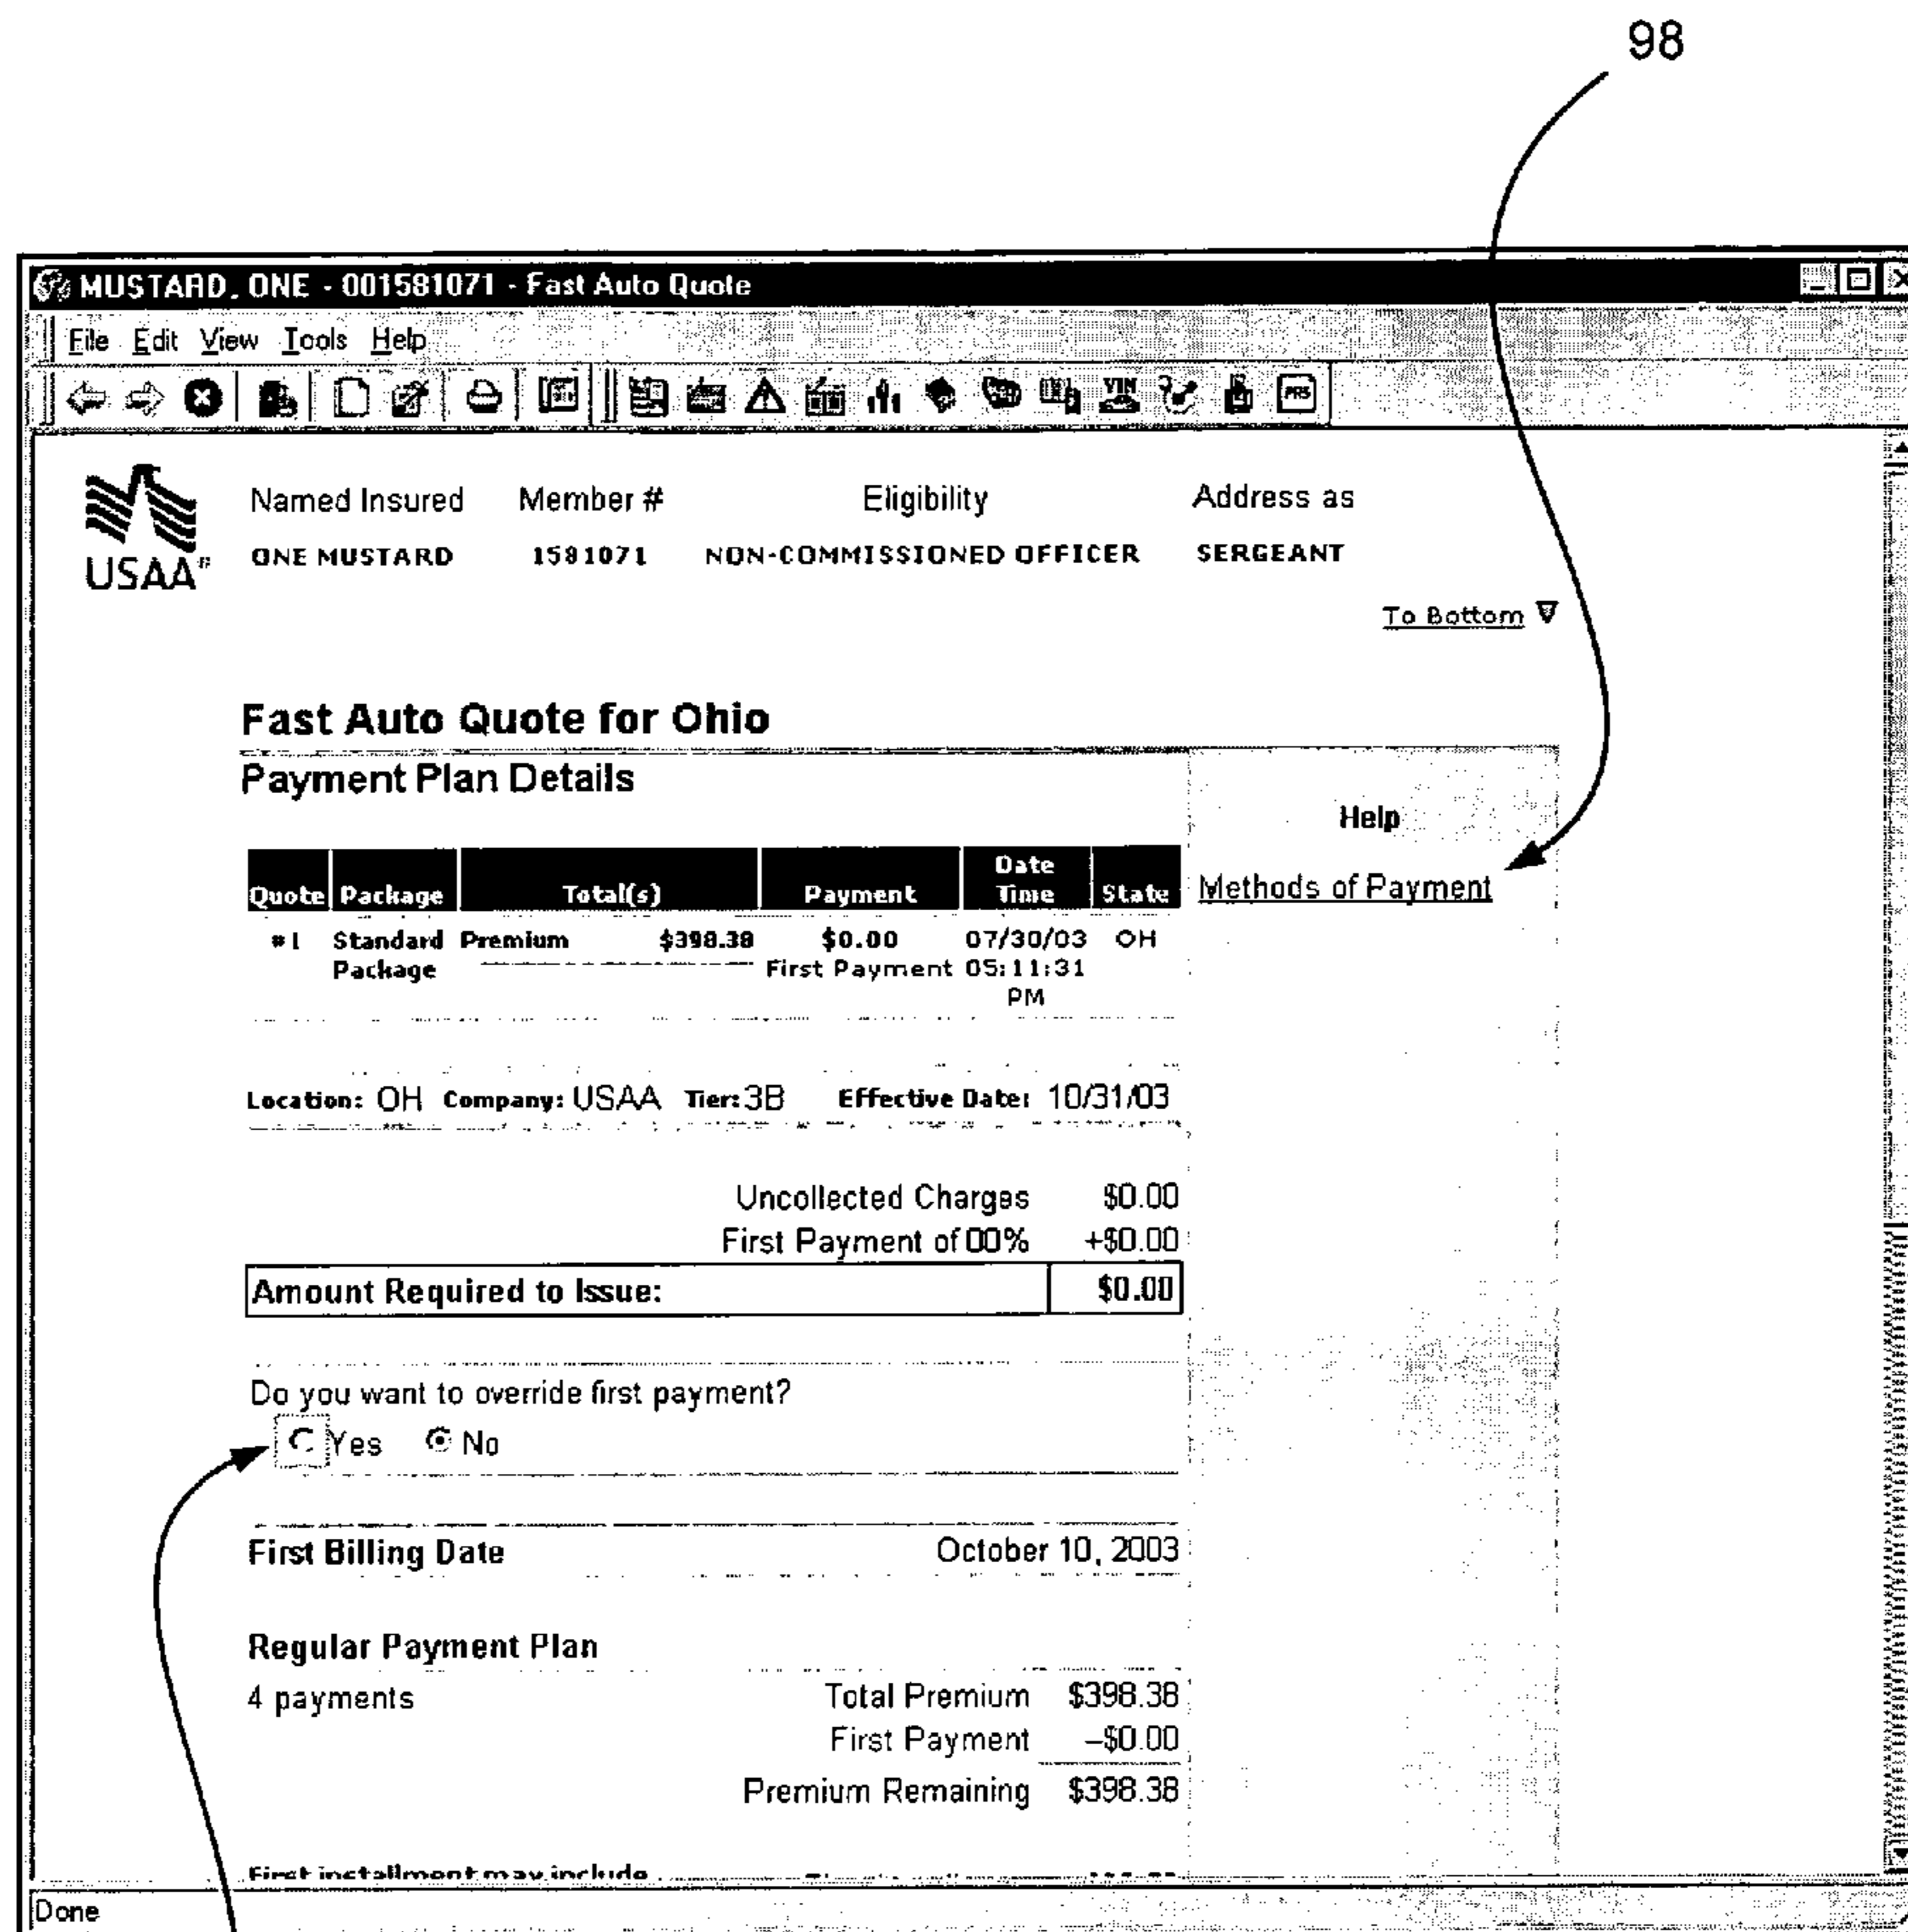 98
MUSTARD, ONE - 001581071 - Fast Auto Quote
File Edit View Tools Help
VIN PRS
USAA®
Named Insured Member # Eligibility Address as
ONE MUSTARD 1581071 NON-COMMISSIONED OFFICER SERGEANT
To Bottom
Fast Auto Quote for Ohio
Payment Plan Details
Help
Methods of Payment
Quote Package Total(s) Payment Date Time State
#1 Standard Premium $398.38 $0.00 07/30/03 OH
Package First Payment 05:11:31
PM
Location: OH Company: USAA Tier: 3B Effective Date: 10/31/03
Uncollected Charges $0.00
First Payment of 00% +$0.00
Amount Required to Issue: $0.00
Do you want to override first payment?
Yes No
First Billing Date October 10, 2003
Regular Payment Plan
4 payments Total Premium $398.38
First Payment –$0.00
Premium Remaining $398.38
First installment may include
Done